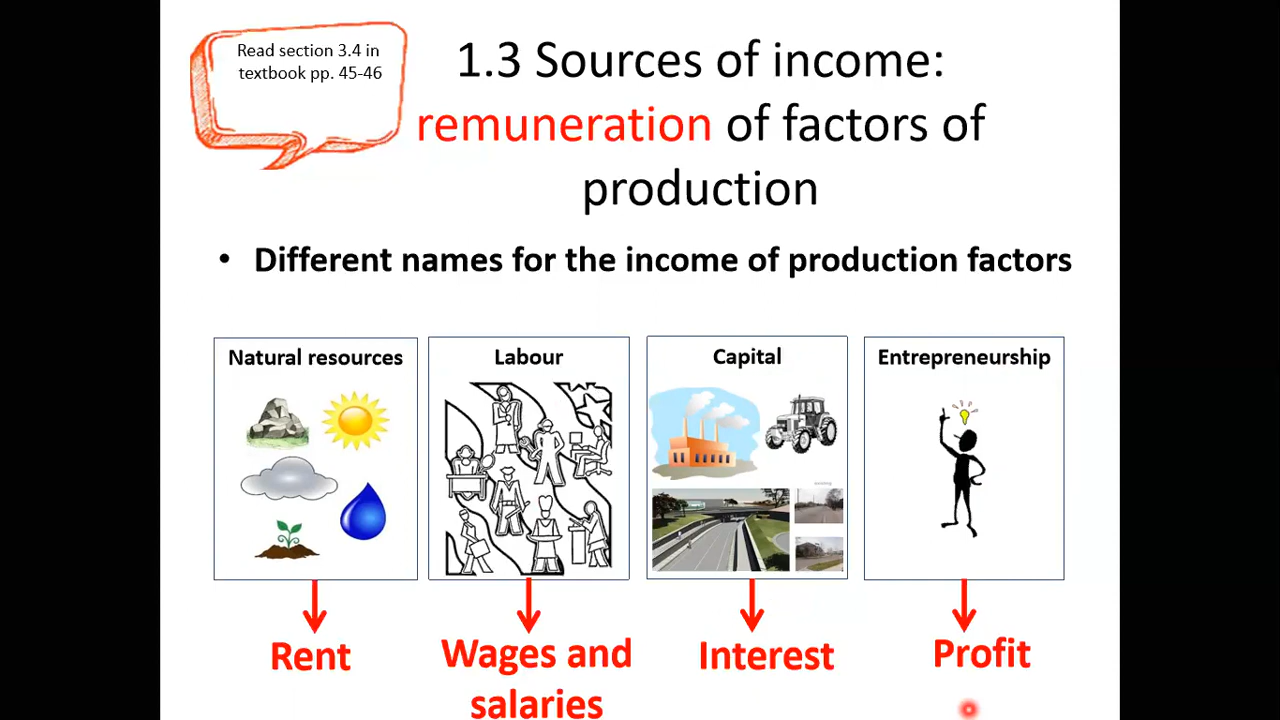 Read section 3.4 in
textbook pp. 45-46
1.3 Sources of income:
remuneration of factors of
production
• Different names for the income of production factors
Natural resources
Labour
Capital
Entrepreneurship
Rent
Wages and
salaries
Interest
Profit